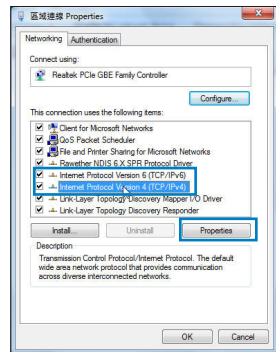 區域連線 Properties
Networking Authentication
Connect using:
Realtek PCIe GBE Family Controller
Configure...
This connection uses the following items:
Client for Microsoft Networks
QoS Packet Scheduler
File and Printer Sharing for Microsoft Networks
Rawether NDIS 6.X SPR Protocol Driver
Internet Protocol Version 6 (TCP/IPv6)
Internet Protocol Version 4 (TCP/IPv4)
Link-Layer Topology Discovery Mapper I/O Driver
Link-Layer Topology Discovery Responder
Install... Uninstall Properties
Description
Transmission Control Protocol/Internet Protocol. The default
wide area network protocol that provides communication
across diverse interconnected networks.
OK Cancel